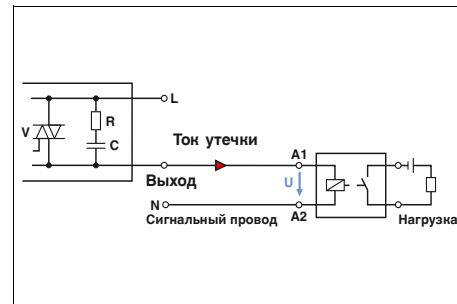 L
V
R
C
Ток утечки
A1
Выход
U
N
A2
Сигнальный провод
Нагрузка